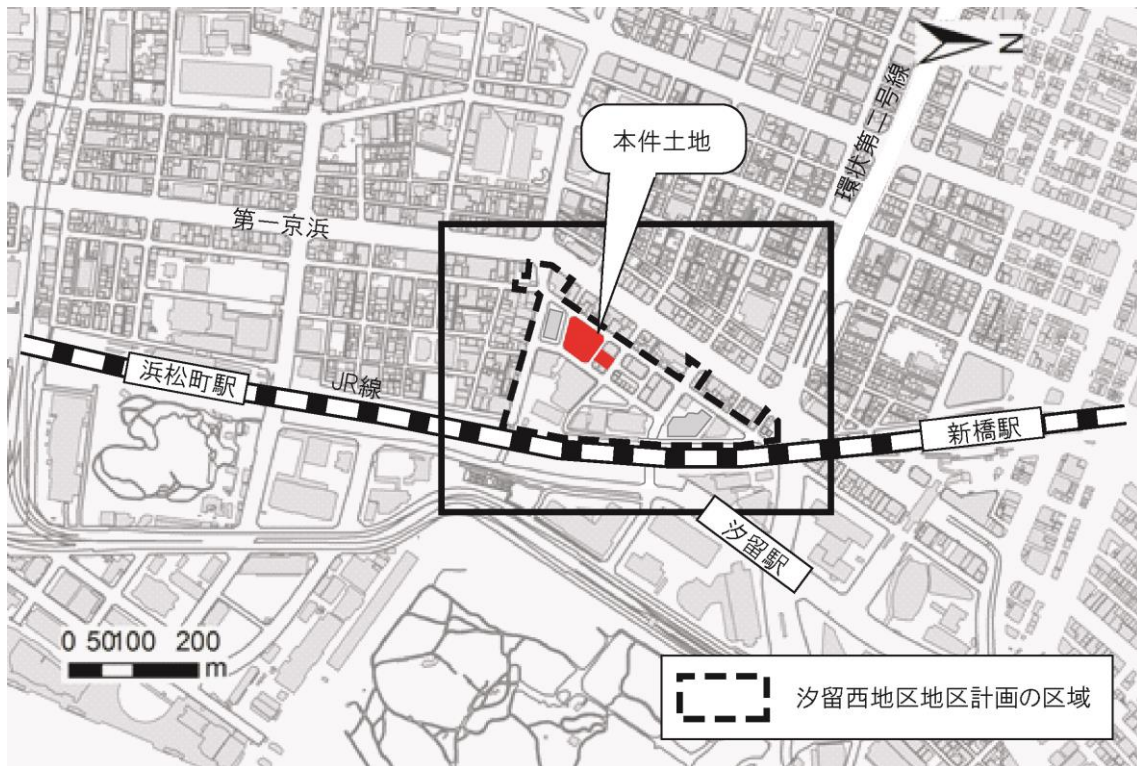 N
環状第二号線
本件土地
第一京浜
浜松町駅
JR線
新橋駅
汐留駅
0 50 100 200
m
汐留西地区地区計画の区域